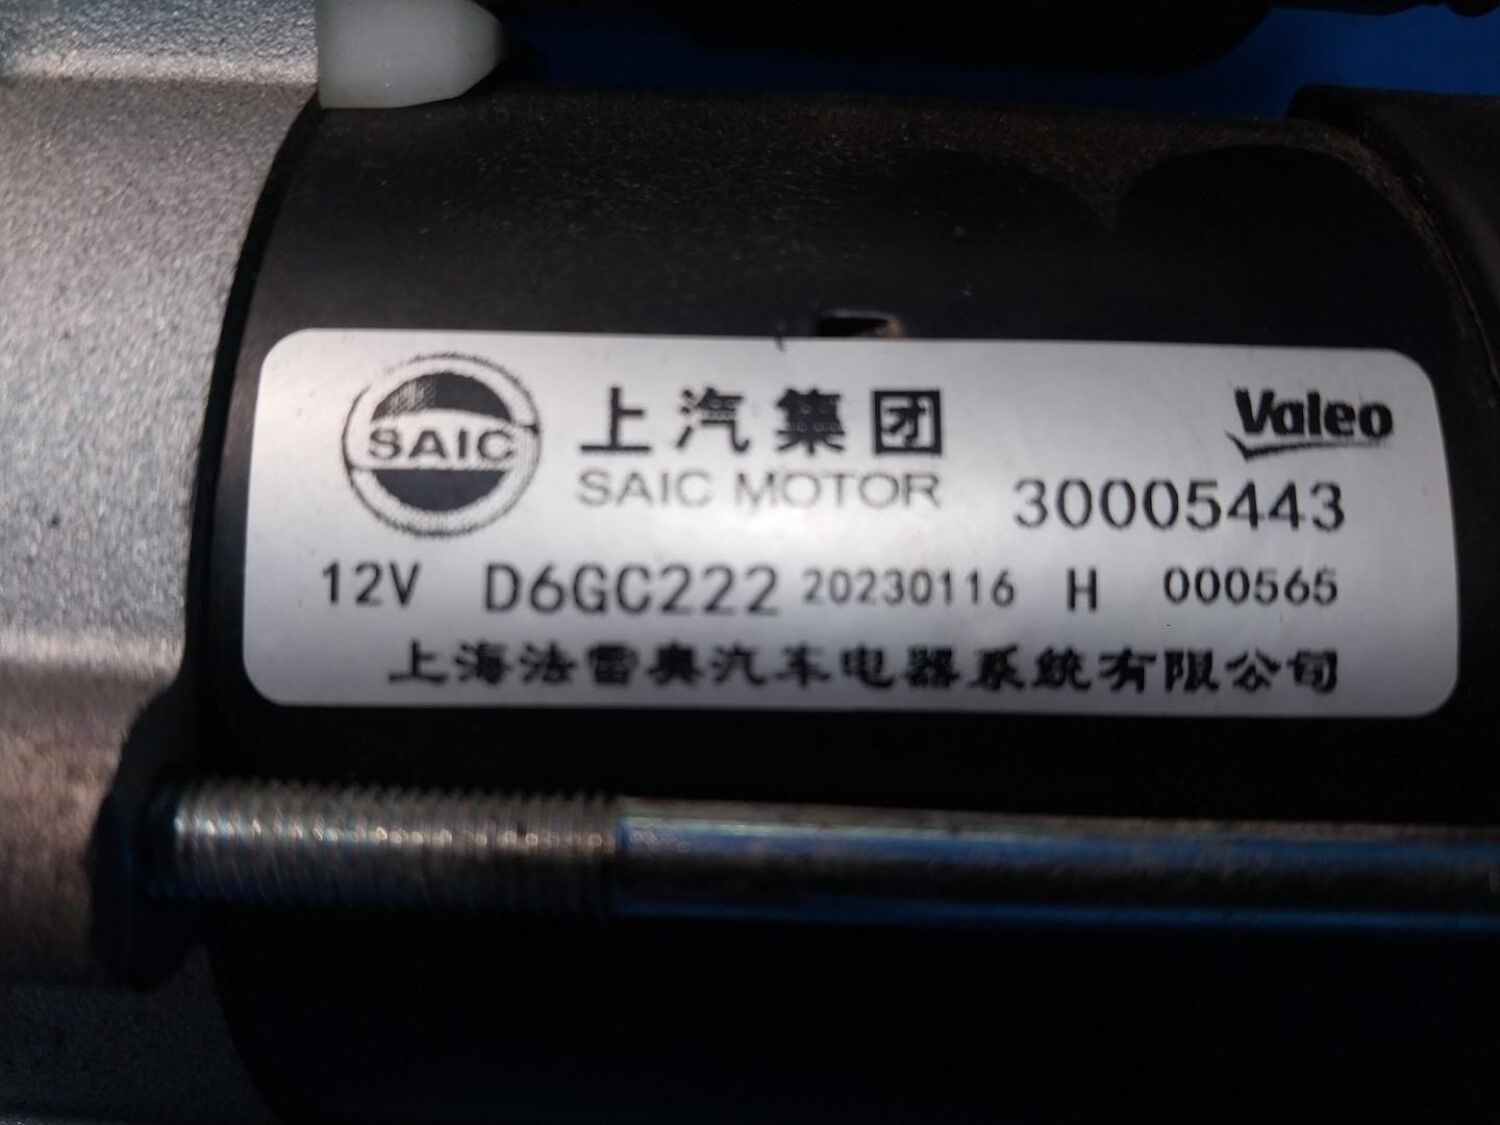 SAIC 上汽集团 Valeo
SAIC MOTOR 30005443
12V D6GC222 20230116 H 000565
上海法雷奥汽车电器系统有限公司